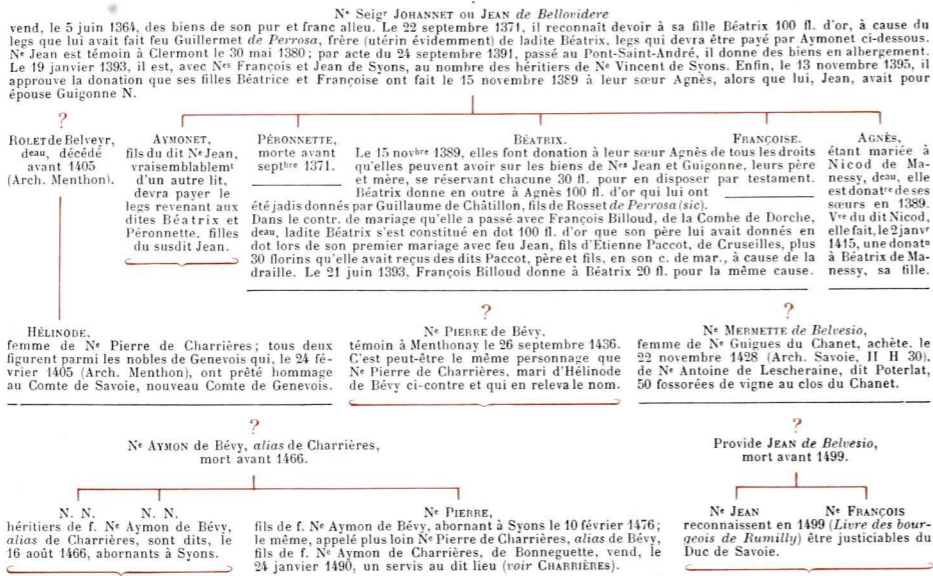 Ne Seigr JOHANNET OU JEAN de Bellovidere
vend, le 5 juin 1364, des biens de son pur et franc alleu. Le 22 septembre 1371, il reconnaît devoir à sa fille Béatrix 100 fl. d'or, à cause du
legs que lui avait fait feu Guillermet de Perrosa, frère (utérin évidemment) de ladite Béatrix, legs qui devra être payé par Aymonet ci-dessous.
Ne Jean est témoin à Clermont le 30 mai 1380; par acte du 24 septembre 1391, passé au Pont-Saint-André, il donne des biens en albergement.
Le 19 janvier 1393, il est, avec Nes François et Jean de Syons, au nombre des héritiers de Ne Vincent de Syons. Enfin, le 13 novembre 1395, il
approuve la donation que ses filles Béatrice et Françoise ont fait le 15 novembre 1389 à leur sœur Agnès, alors que lui, Jean, avait pour
épouse Guigonne N.
?
ROLET de Belveyr,
deau, décédé
avant 1405
(Arch. Menthon).
AYMONET,
fils du dit Ne Jean,
vraisemblablemt
d'un autre lit,
devra payer le
legs revenant aux
dites Béatrix et
Péronnette, filles
du susdit Jean.
PÉRONNETTE,
morte avant
septbre 1371.
BÉATRIX. FRANÇOISE.
Le 15 novbre 1389, elles font donation à leur sœur Agnès de tous les droits
qu'elles peuvent avoir sur les biens de Nes Jean et Guigonne, leurs père
et mère, se réservant chacune 30 fl. pour en disposer par testament.
Béatrix donne en outre à Agnès 100 fl. d'or qui lui ont
été jadis donnés par Guillaume de Châtillon, fils de Rosset de Perrosa (sic).
Dans le contr. de mariage qu'elle a passé avec François Billoud, de la Combe de Dorche,
deau, ladite Béatrix s'est constitué en dot 100 fl. d'or que son père lui avait donnés en
dot lors de son premier mariage avec feu Jean, fils d'Etienne Paccot, de Cruseilles, plus
30 florins qu'elle avait reçus des dits Paccot, père et fils, en son c. de mar., à cause de la
draille. Le 21 juin 1393, François Billoud donne à Béatrix 20 fl. pour la même cause.
AGNÈS,
étant mariée à
Nicod de Ma-
nessy, deau, elle
est donatre de ses
sœurs en 1389.
Vve du dit Nicod,
elle fait, le 2 janvr
1415, une donatn
à Béatrix de Ma-
nessy, sa fille.
HÉLINODE,
femme de Ne Pierre de Charrières; tous deux
figurent parmi les nobles de Genevois qui, le 24 fé-
vrier 1405 (Arch. Menthon), ont prêté hommage
au Comte de Savoie, nouveau Comte de Genevois.
?
Ne PIERRE de Bévy,
témoin à Menthonay le 26 septembre 1436.
C'est peut-être le même personnage que
Ne Pierre de Charrières, mari d'Hélinode
de Bévy ci-contre et qui en releva le nom.
?
Ne MERMETTE de Belvesio,
femme de Ne Guigues du Chanet, achète, le
22 novembre 1428 (Arch. Savoie, II H 30),
de Ne Antoine de Lescheraine, dit Poterlat,
50 fossorées de vigne au clos du Chanet.
?
Ne AYMON de Bévy, alias de Charrières,
mort avant 1466.
?
Provide JEAN de Belvesio,
mort avant 1499.
N. N. N. N.
héritiers de f. Ne Aymon de Bévy,
alias de Charrières, sont dits, le
16 août 1466, abornants à Syons.
Ne PIERRE,
fils de f. Ne Aymon de Bévy, abornant à Syons le 10 février 1476;
le même, appelé plus loin Ne Pierre de Charrières, alias de Bévy,
fils de f. Ne Aymon de Charrières, de Bonneguette, vend, le
24 janvier 1490, un servis au dit lieu (voir CHARRIÈRES).
Ne JEAN Ne FRANÇOIS
reconnaissent en 1499 (Livre des bour-
geois de Rumilly) être justiciables du
Duc de Savoie.